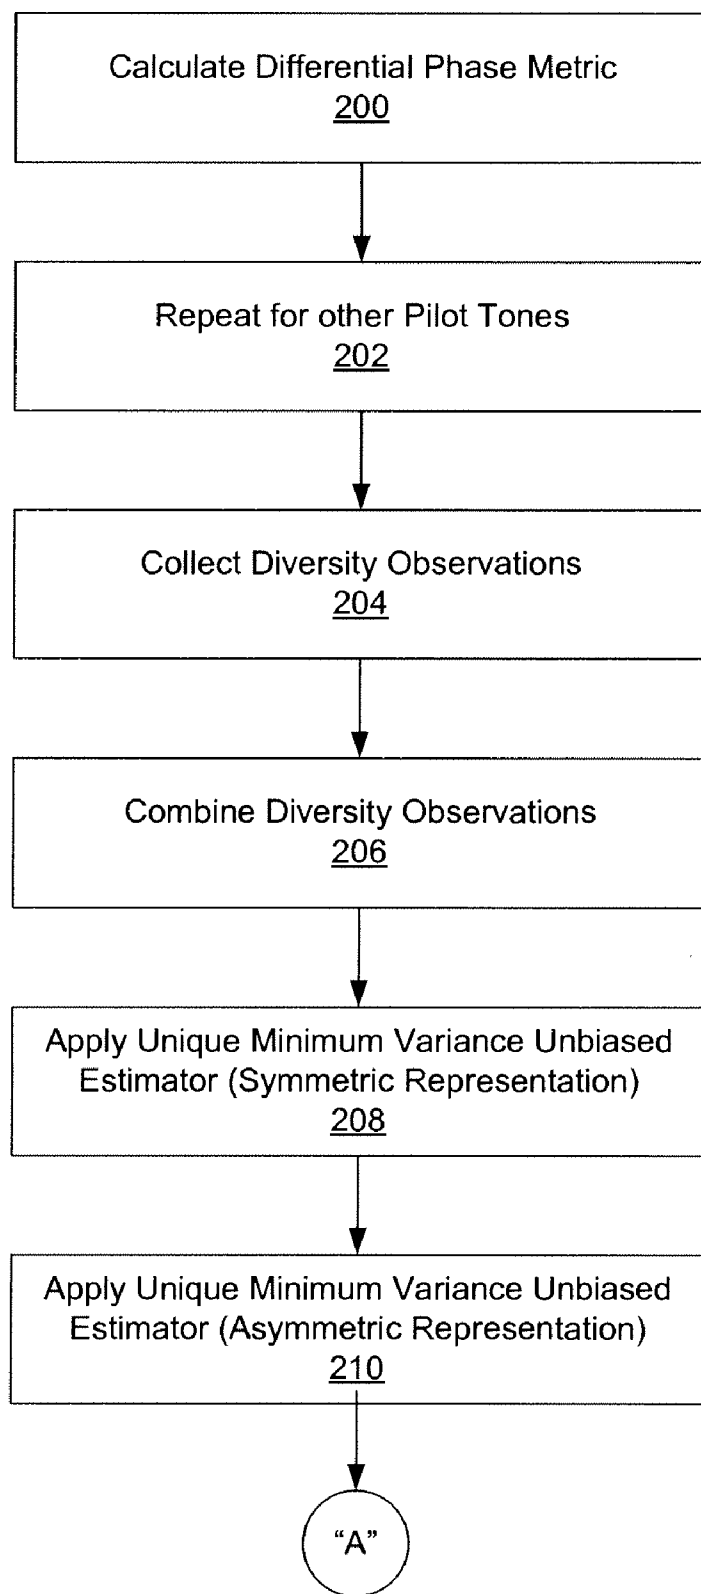 Calculate Differential Phase Metric
200
Repeat for other Pilot Tones
202
Collect Diversity Observations
204
Combine Diversity Observations
206
Apply Unique Minimum Variance Unbiased
Estimator (Symmetric Representation)
208
Apply Unique Minimum Variance Unbiased
Estimator (Asymmetric Representation)
210
“A”